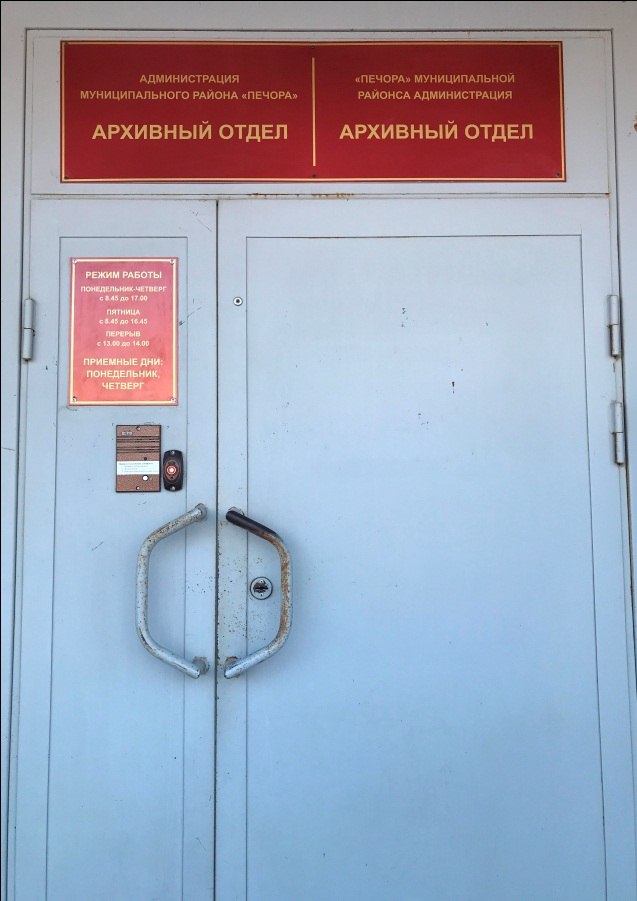 АДМИНИСТРАЦИЯ
МУНИЦИПАЛЬНОГО РАЙОНА «ПЕЧОРА»
АРХИВНЫЙ ОТДЕЛ
«ПЕЧОРА» МУНИЦИПАЛЬНОЙ
РАЙОНСА АДМИНИСТРАЦИЯ
АРХИВНЫЙ ОТДЕЛ
РЕЖИМ РАБОТЫ
ПОНЕДЕЛЬНИК-ЧЕТВЕРГ
с 8.45 до 17.00
ПЯТНИЦА
с 8.45 до 16.45
ПЕРЕРЫВ
с 13.00 до 14.00
ПРИЕМНЫЕ ДНИ:
ПОНЕДЕЛЬНИК,
ЧЕТВЕРГ